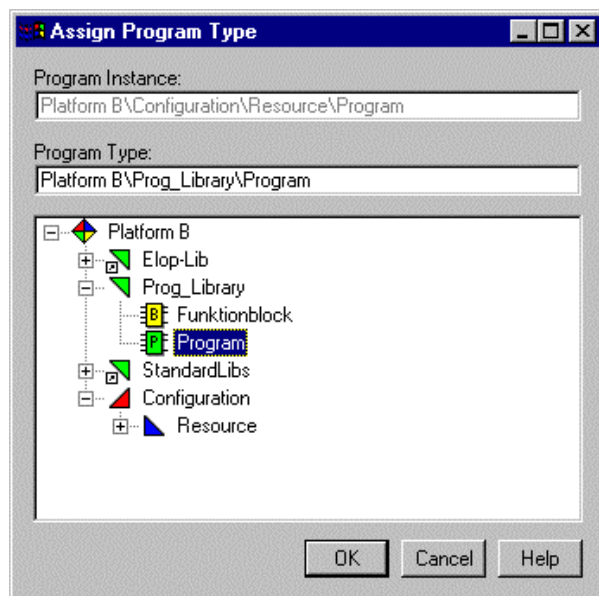 Assign Program Type
Program Instance:
Platform B\Configuration\Resource\Program
Program Type:
Platform B\Prog_Library\Program
Platform B
Elop-Lib
Prog_Library
B Funktionblock
P Program
StandardLibs
Configuration
Resource
OK Cancel Help